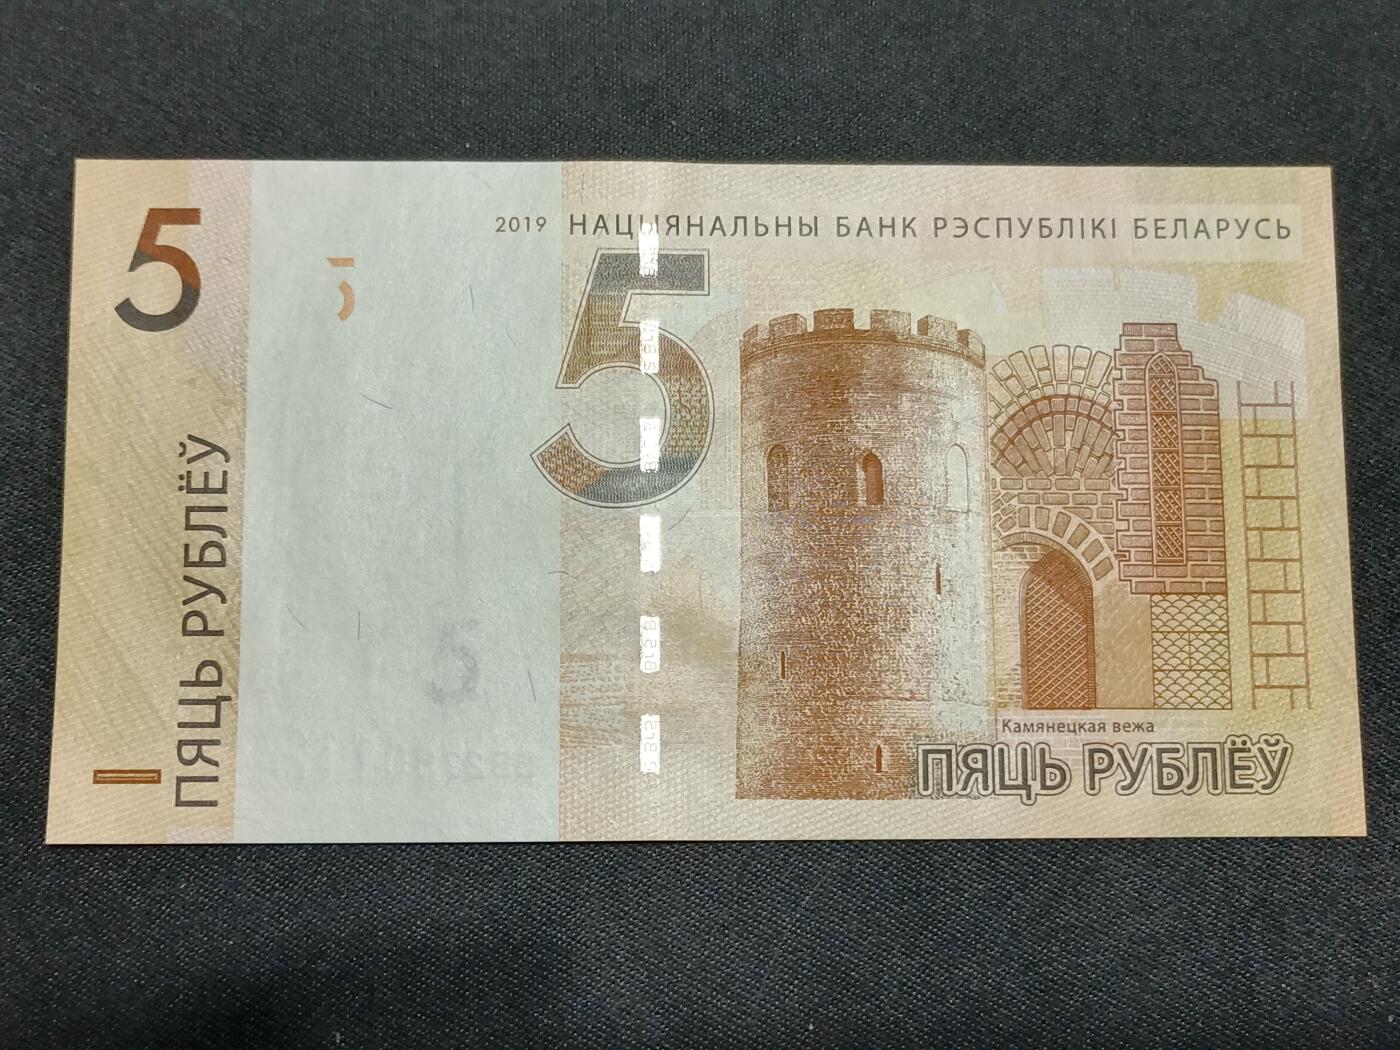 5
ПЯЦЬ РУБЛЁЎ
2019 НАЦЫЯНАЛЬНЫ БАНК РЭСПУБЛІКІ БЕЛАРУСЬ
5
Камянецкая вежа
ПЯЦЬ РУБЛЁЎ